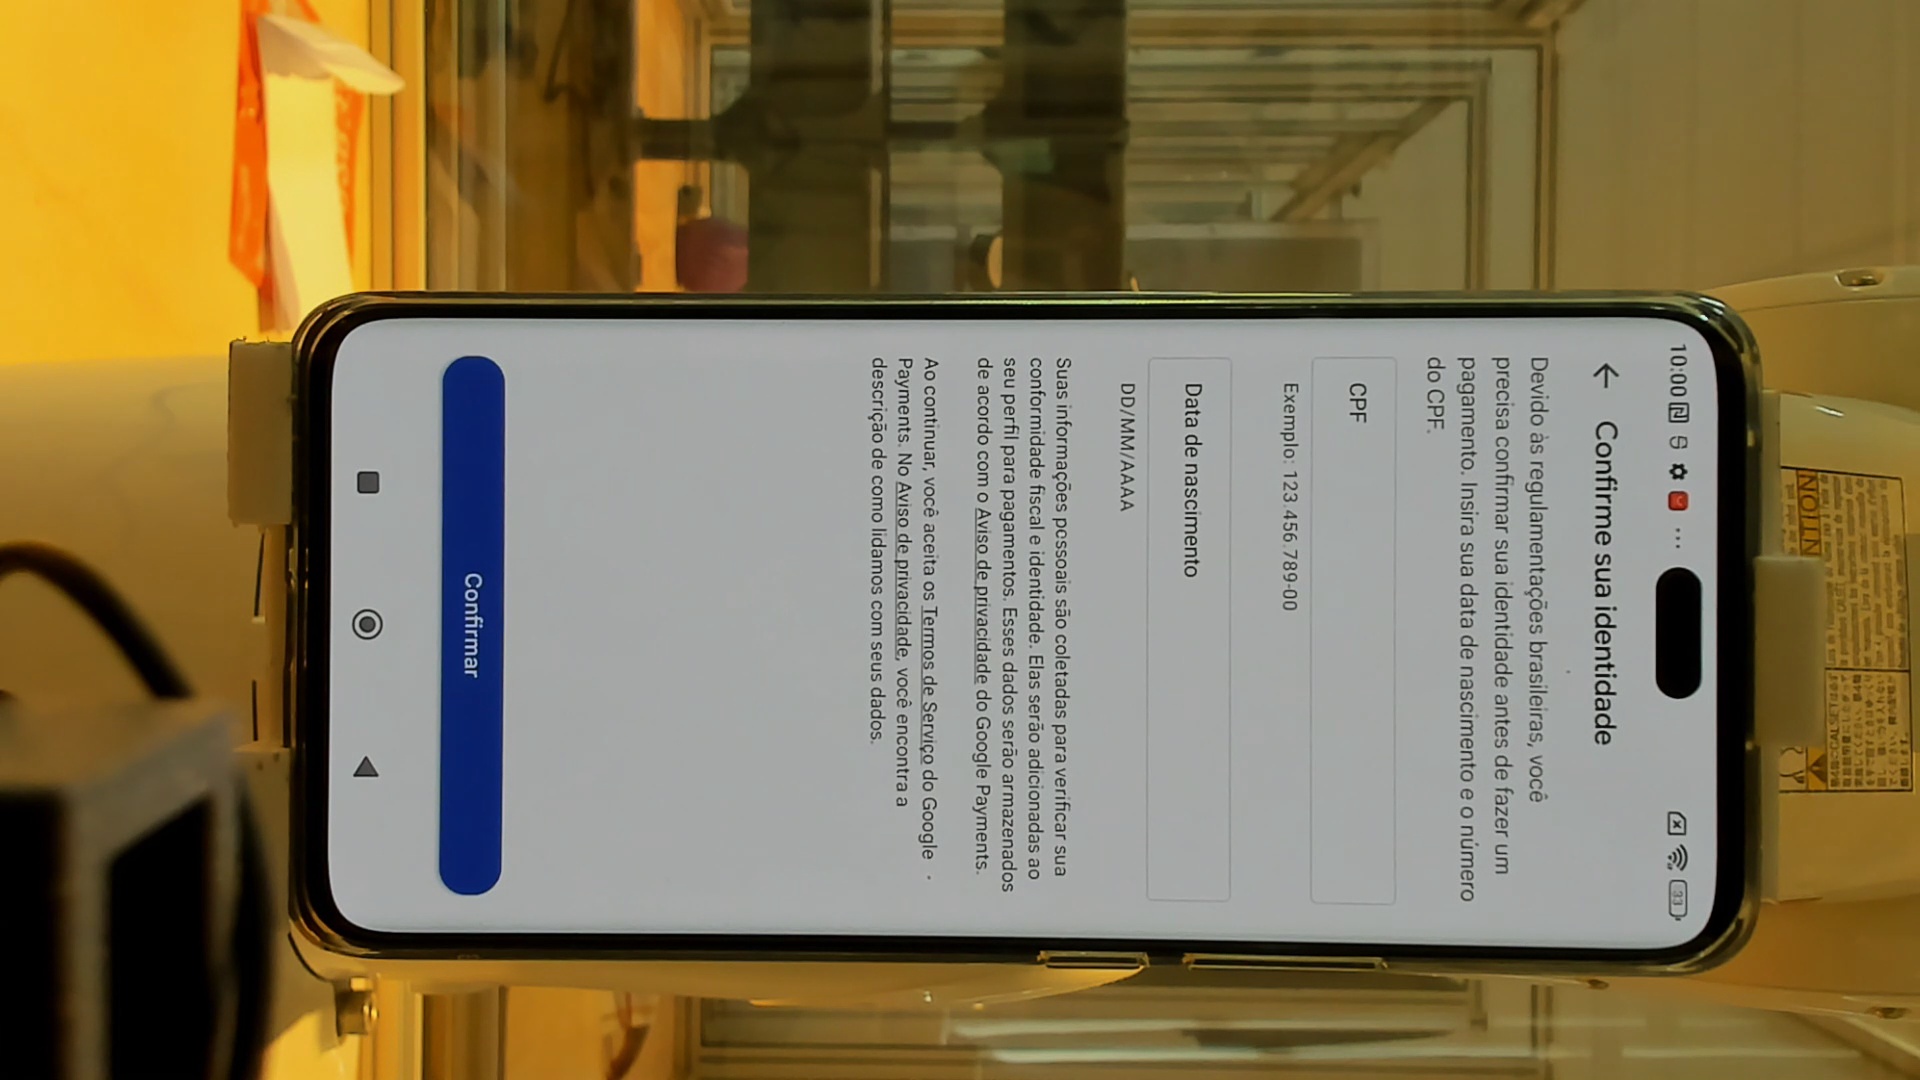 10:00
Confirme sua identidade
Devido às regulamentações brasileiras, você
precisa confirmar sua identidade antes de fazer um
pagamento. Insira sua data de nascimento e o número
do CPF.
CPF
Exemplo: 123.456.789-00
Data de nascimento
DD/MM/AAAA
Suas informações pessoais são coletadas para verificar sua
conformidade fiscal e identidade. Elas serão adicionadas ao
seu perfil para pagamentos. Esses dados serão armazenados
de acordo com o Aviso de privacidade do Google Payments.
Ao continuar, você aceita os Termos de Serviço do Google
Payments. No Aviso de privacidade, você encontra a
descrição de como lidamos com seus dados.
Confirmar